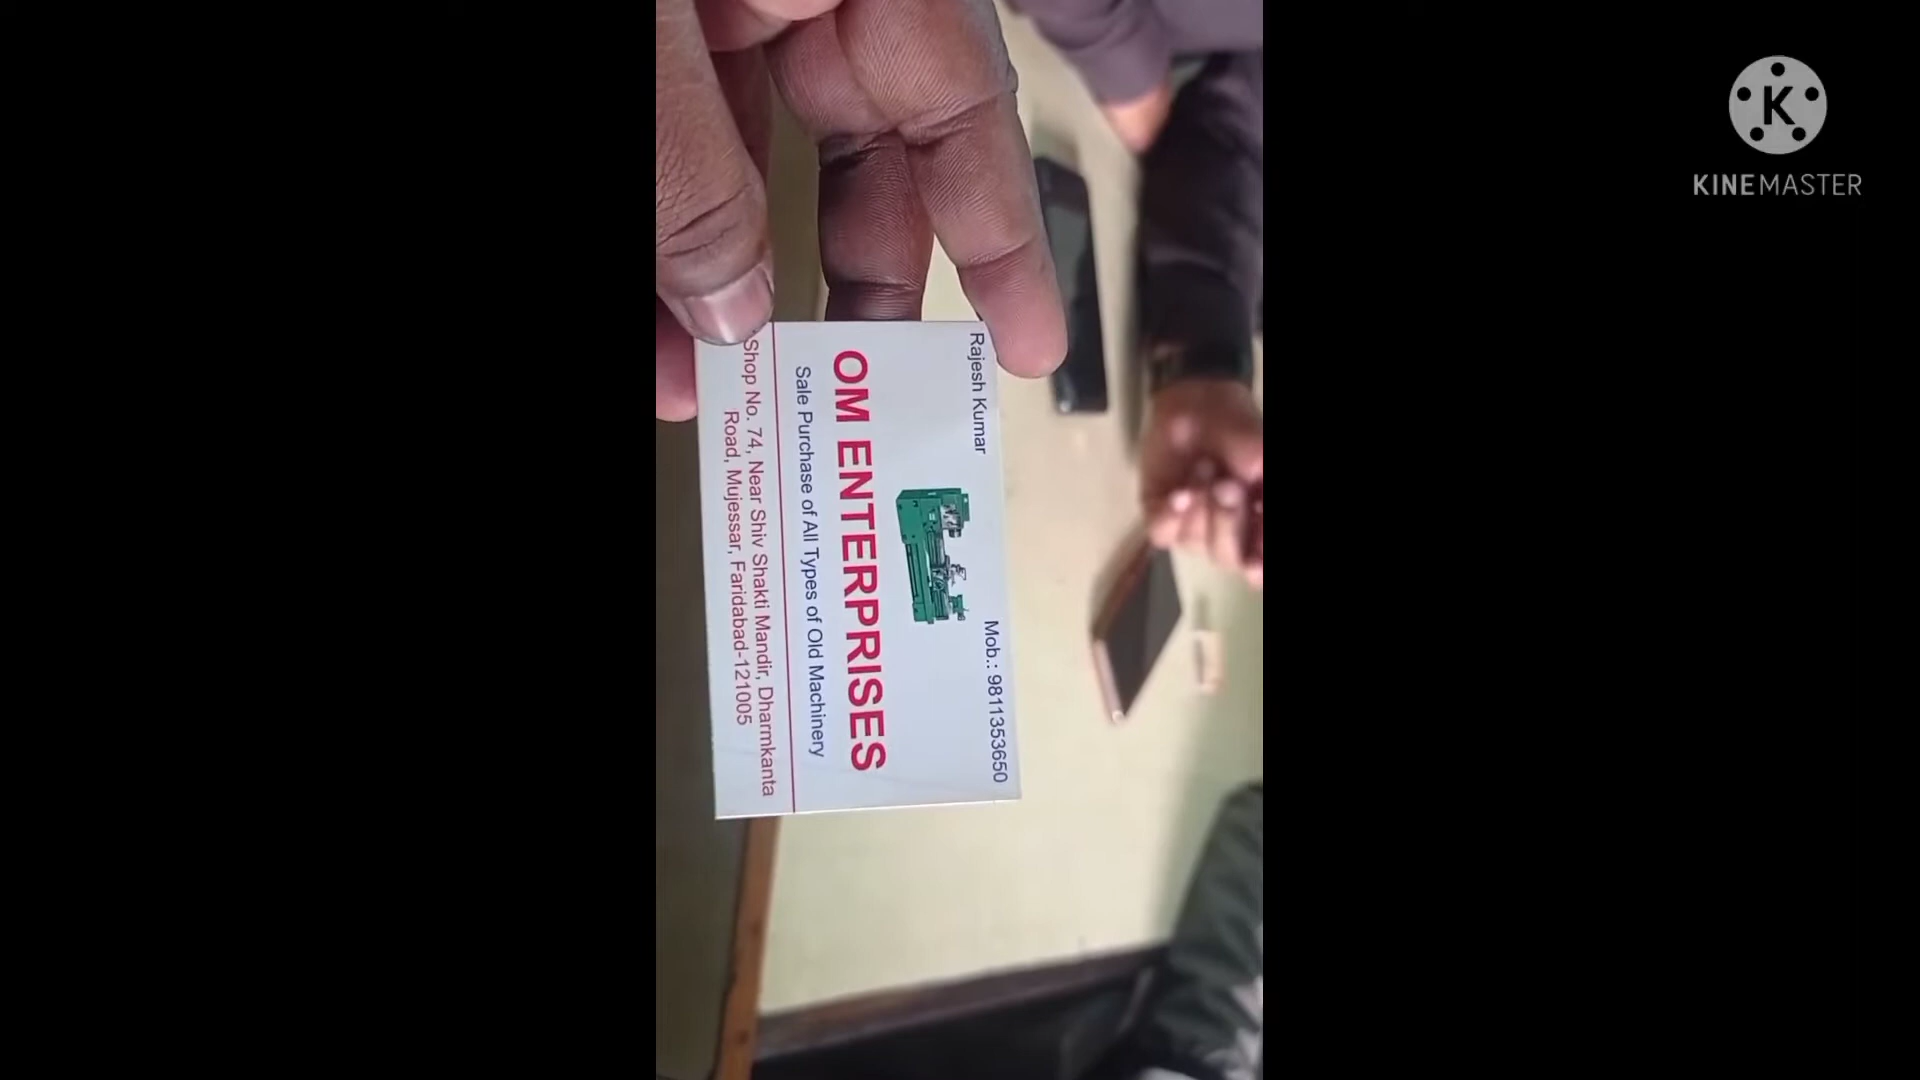 Rajesh Kumar
Mob.: 9811353650
OM ENTERPRISES
Sale Purchase of All Types of Old Machinery
Shop No. 74, Near Shiv Shakti Mandir, Dharmkanta
Road, Mujessar, Faridabad-121005
K
KINEMASTER